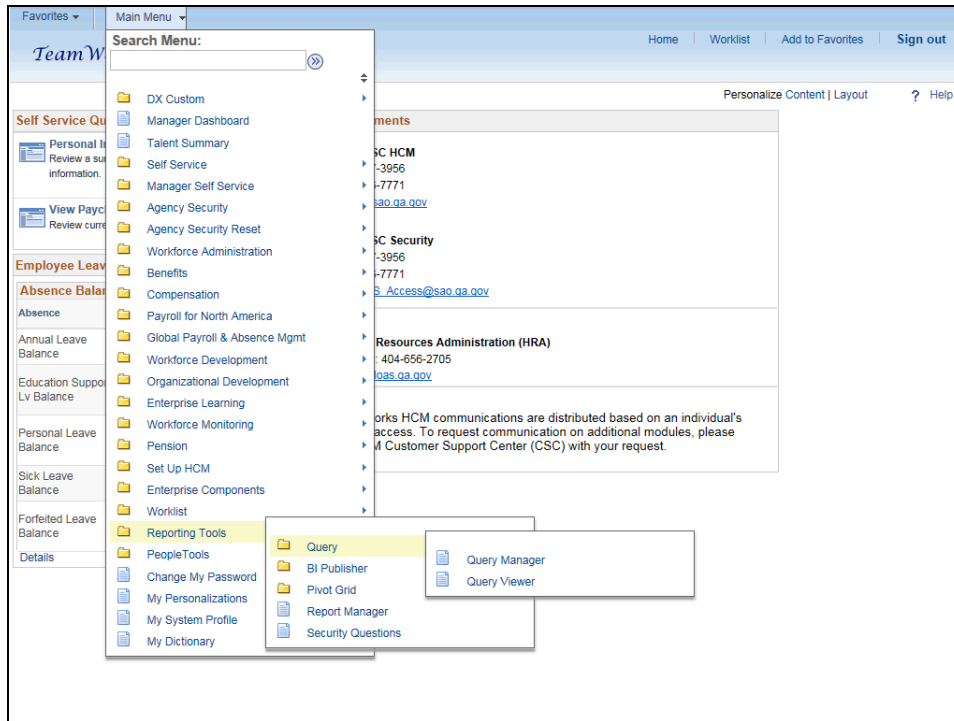 Favorites Main Menu
TeamW
Home Worklist Add to Favorites Sign out
Search Menu:
Personalize Content | Layout ? Help
DX Custom
Manager Dashboard
Talent Summary
Self Service
Manager Self Service
Agency Security
Agency Security Reset
Workforce Administration
Benefits
Compensation
Payroll for North America
Global Payroll & Absence Mgmt
Workforce Development
Organizational Development
Enterprise Learning
Workforce Monitoring
Pension
Set Up HCM
Enterprise Components
Worklist
Reporting Tools
PeopleTools
Change My Password
My Personalizations
My System Profile
My Dictionary
Query
BI Publisher
Pivot Grid
Report Manager
Security Questions
Query Manager
Query Viewer
Self Service Qu
Personal I
Review a su
information.
View Payc
Review curre
Employee Leav
Absence Balan
Absence
Annual Leave
Balance
Education Suppor
Lv Balance
Personal Leave
Balance
Sick Leave
Balance
Forfeited Leave
Balance
Details
ments
SC HCM
-3956
-7771
sao.ga.gov
SC Security
-3956
-7771
S_Access@sao.ga.gov
Resources Administration (HRA)
: 404-656-2705
doas.ga.gov
orks HCM communications are distributed based on an individual's
access. To request communication on additional modules, please
M Customer Support Center (CSC) with your request.